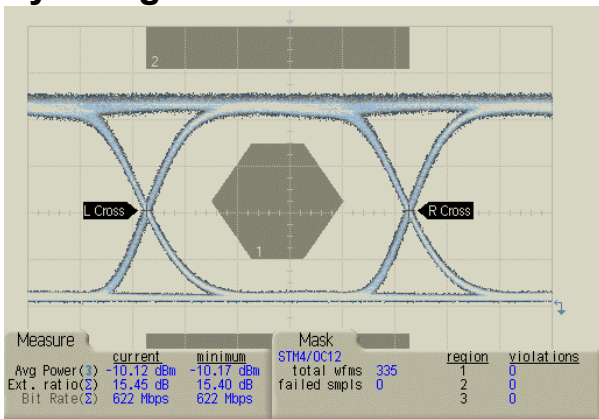 2
L Cross
R Cross
1
Measure
current minimum
Avg Power(3) -10.12 dBm -10.17 dBm
Ext. ratio(Σ) 15.45 dB 15.40 dB
Bit Rate(Σ) 622 Mbps 622 Mbps
Mask
STM4/OC12 region violations
total wfms 335 1 0
failed smpls 0 2 0
3 0